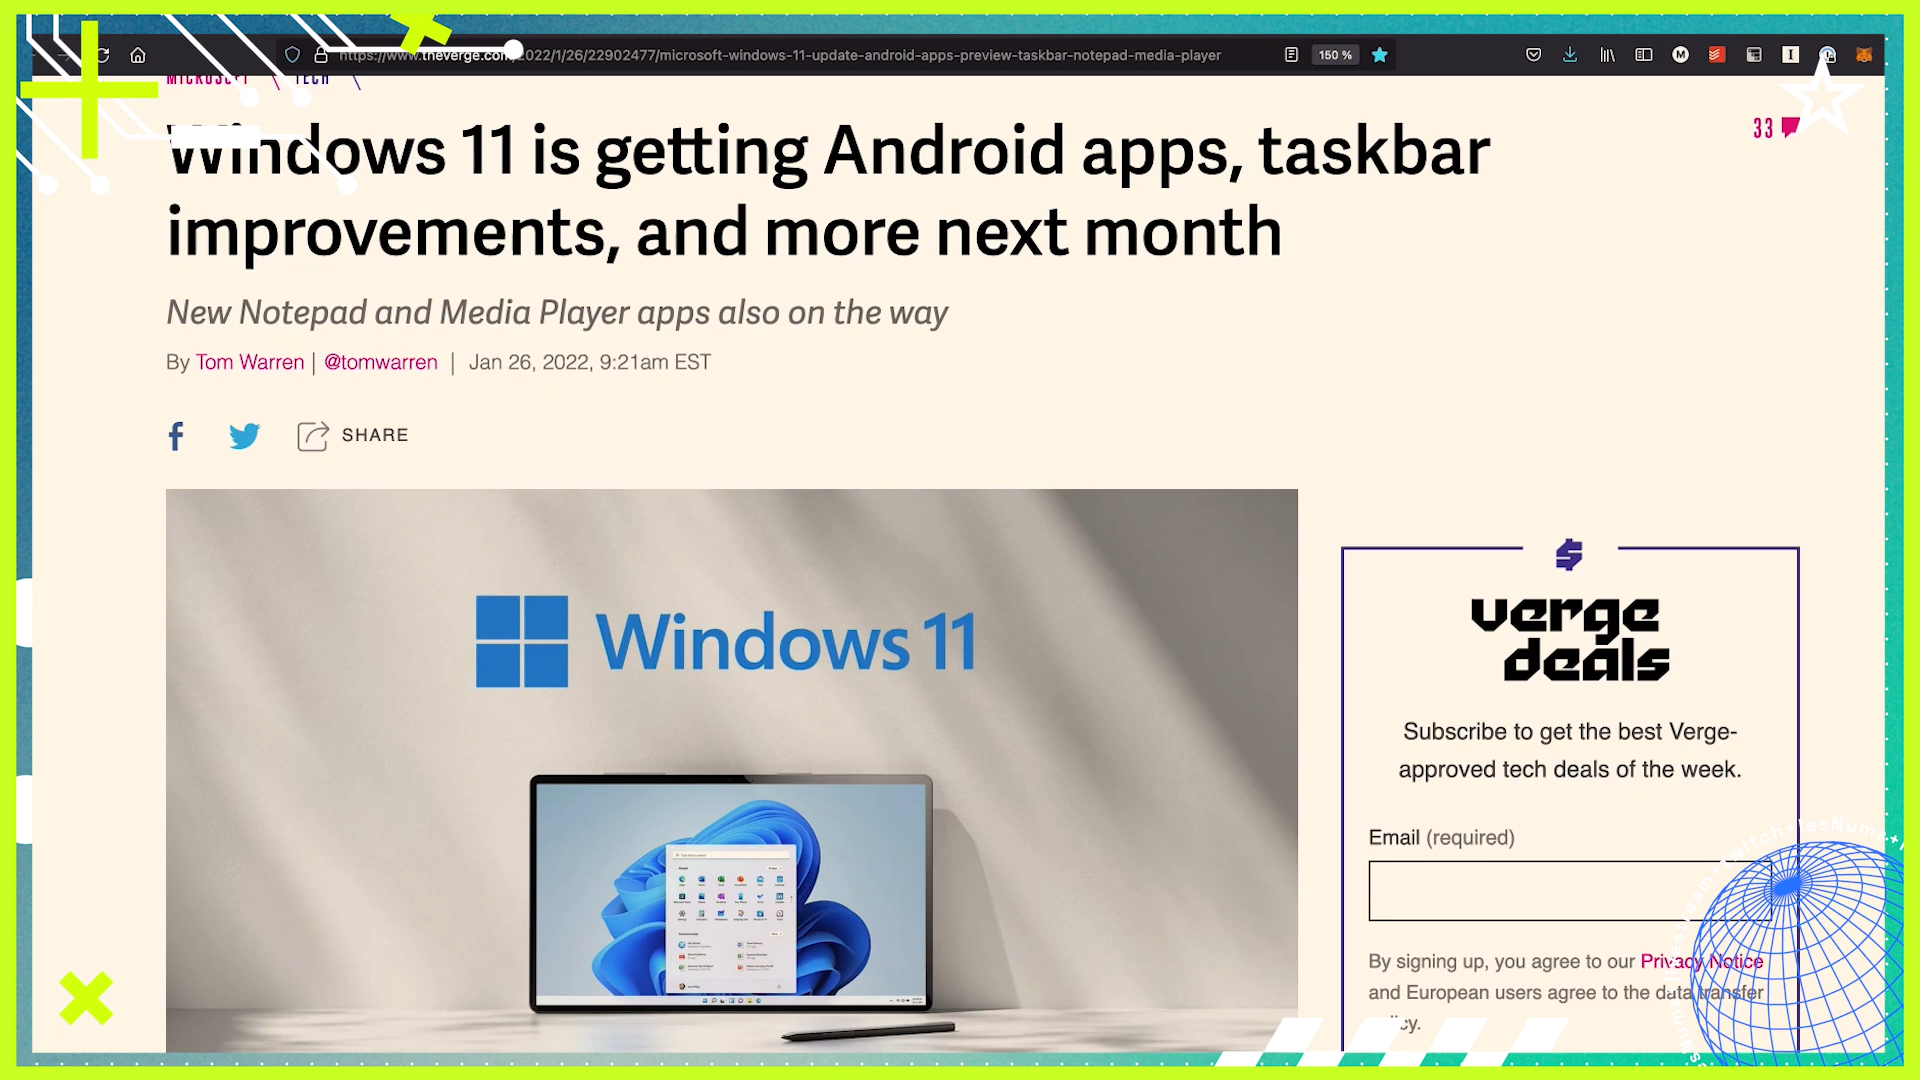 https://www.theverge.com/2022/1/26/22902477/microsoft-windows-11-update-android-apps-preview-taskbar-notepad-media-player
150 %
MICROSOFT \ TECH \
Windows 11 is getting Android apps, taskbar
improvements, and more next month
33
New Notepad and Media Player apps also on the way
By Tom Warren | @tomwarren | Jan 26, 2022, 9:21am EST
SHARE
Windows 11
verge
deals
Subscribe to get the best Verge-
approved tech deals of the week.
Email (required)
By signing up, you agree to our Privacy Notice
and European users agree to the data transfer